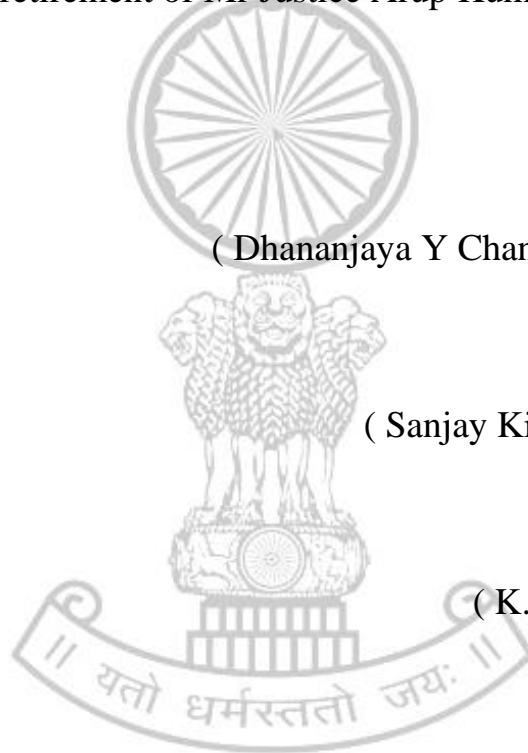 retirement of Mr Justice Arup Kum
( Dhananjaya Y Chan
( Sanjay Ki
( K.
॥ यतो धर्मस्ततो जयः ॥